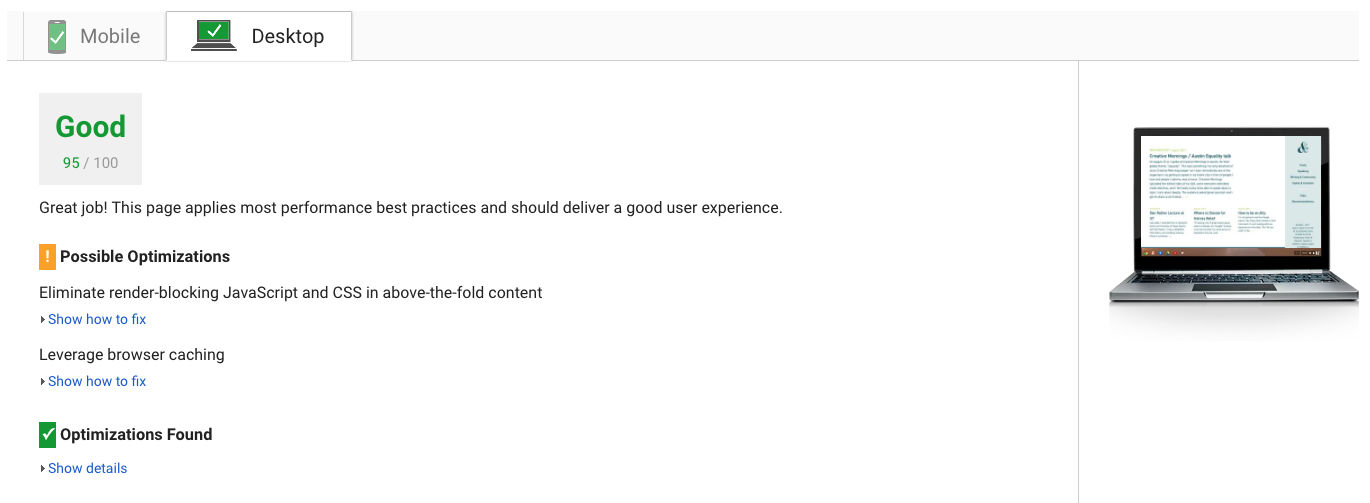 Mobile
Desktop
Good
95 / 100
Great job! This page applies most performance best practices and should deliver a good user experience.
! Possible Optimizations
Eliminate render-blocking JavaScript and CSS in above-the-fold content
Show how to fix
Leverage browser caching
Show how to fix
Optimizations Found
Show details
Creative Mornings / Austin Equality talk
&